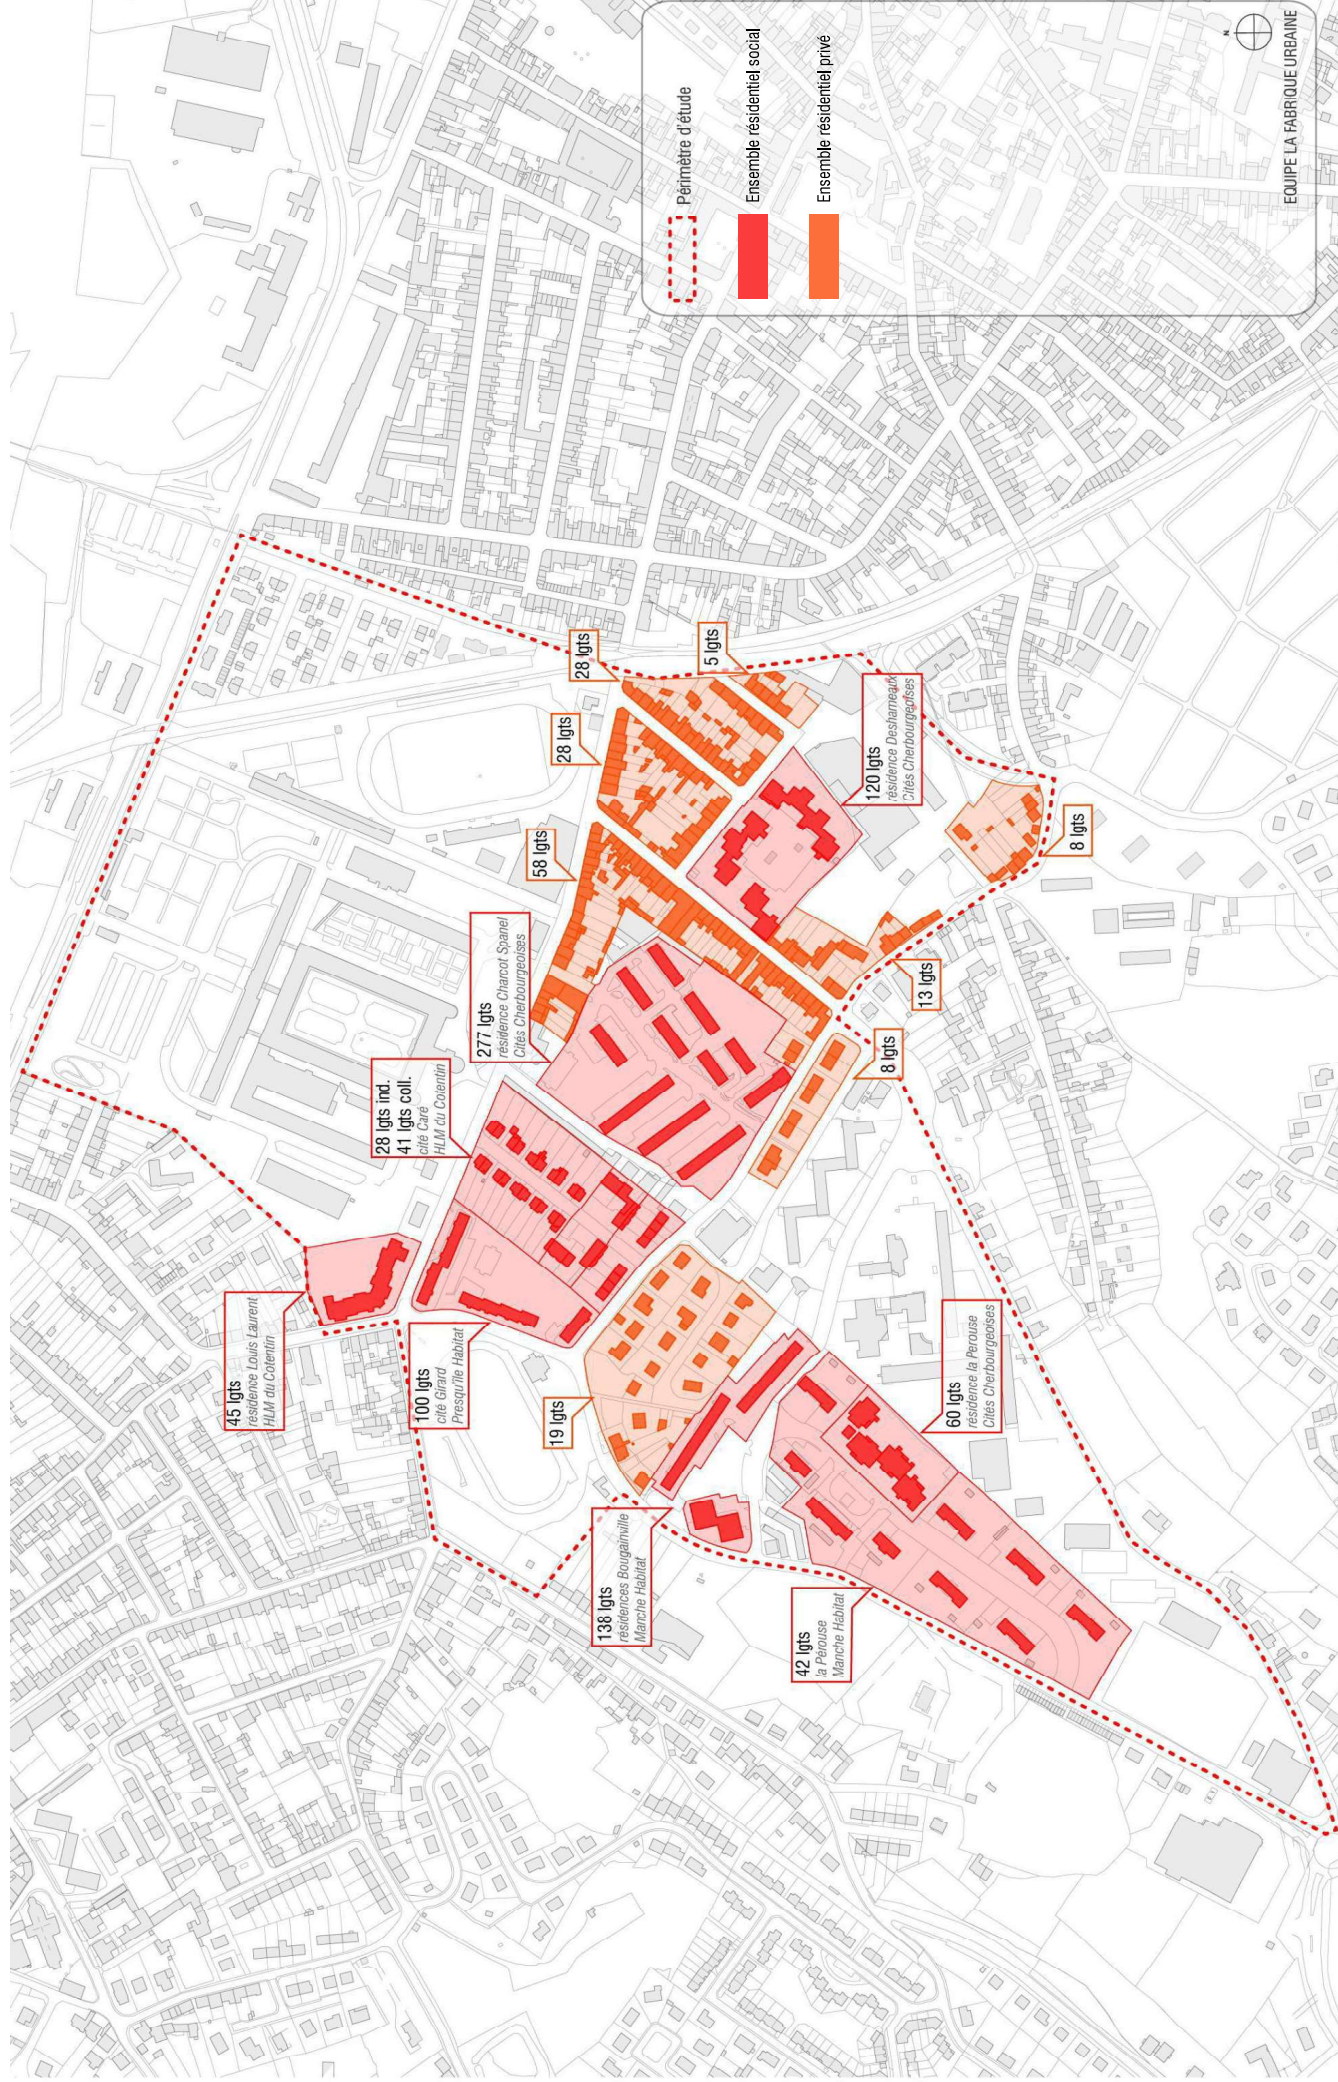 Périmètre d'étude
Ensemble résidentiel social
Ensemble résidentiel privé
N
EQUIPE LA FABRIQUE URBAINE
45 lgts
résidence Louis Laurent
HLM du Cotentin
100 lgts
cité Girard
Presqu'île Habitat
28 lgts ind.
41 lgts coll.
cité Caré
HLM du Cotentin
277 lgts
résidence Charcot Spanel
Cités Cherbourgeoises
58 lgts
28 lgts
28 lgts
5 lgts
120 lgts
résidence Deshameaux
Cités Cherbourgeoises
8 lgts
13 lgts
8 lgts
19 lgts
138 lgts
résidences Bougainville
Manche Habitat
42 lgts
la Pérouse
Manche Habitat
60 lgts
résidence la Perouse
Cités Cherbourgeoises